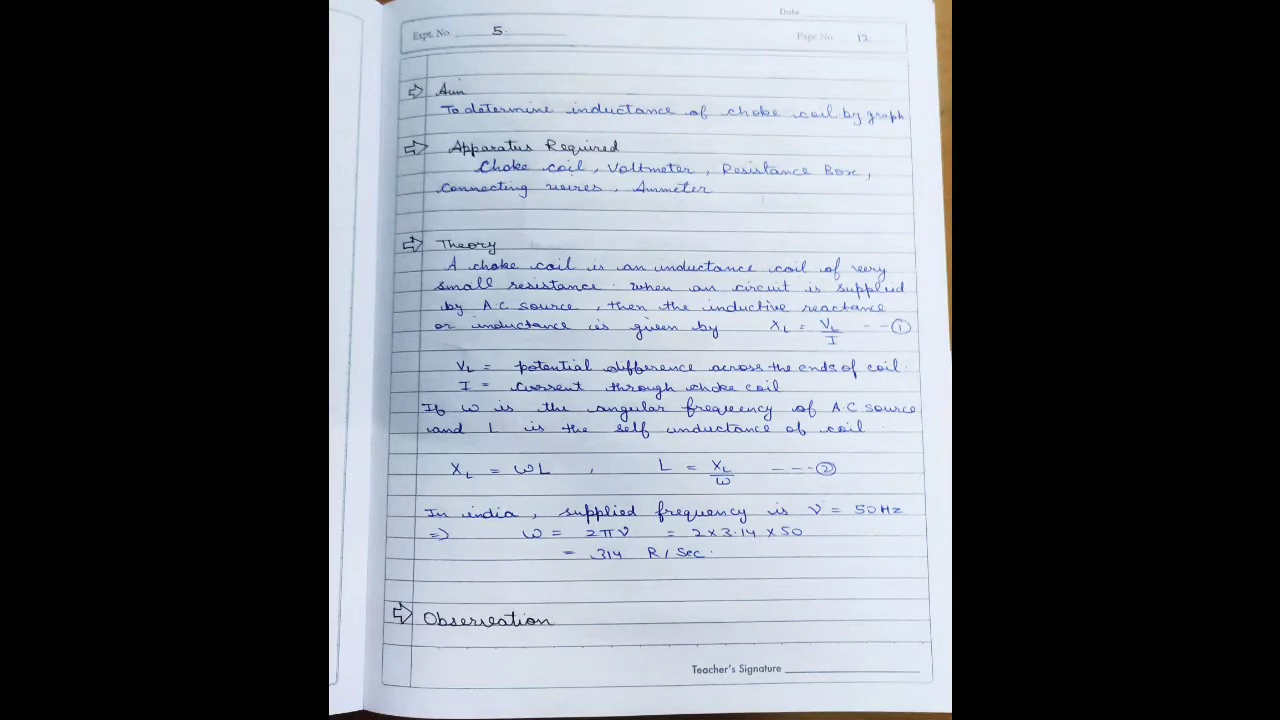 Date
Expt. No. 5.
Page No. 12
⇒ Aim
To determine inductance of choke coil by graph
⇒ Apparatus Required
Choke coil, Voltmeter, Resistance Box,
connecting wires, Ammeter
⇒ Theory
A choke coil is an inductance coil of very
small resistance. when an circuit is supplied
by A.C source, then the inductive reactance
or inductance is given by X_L = V_L/I ---①
V_L = potential difference across the ends of coil.
I = current through choke coil
If ω is the angular frequency of A.C source
and L is the self inductance of coil.
X_L = ωL , L = X_L/ω ---②
In india, supplied frequency is ν = 50Hz
⇒ ω = 2πν = 2×3.14×50
= 314 R/Sec.
⇒ Observation
Teacher's Signature